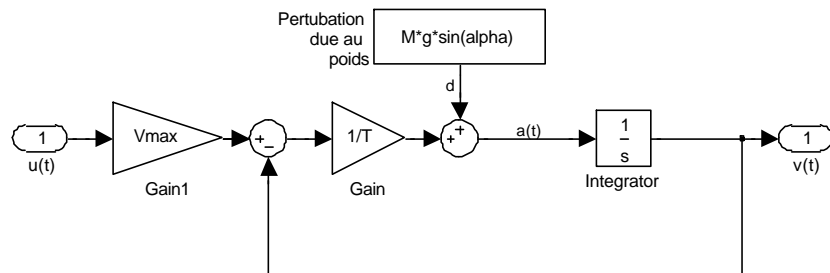 Pertubation
due au
poids
M*g*sin(alpha)
d
1
u(t)
Vmax
Gain1
+
−
1/T
Gain
+
+
a(t)
1
s
Integrator
1
v(t)